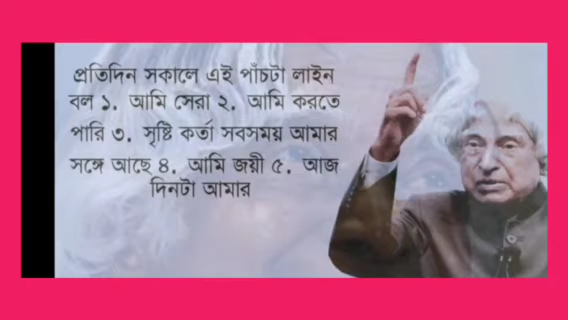 প্রতিদিন সকালে এই পাঁচটা লাইন
বল ১. আমি সেরা ২. আমি করতে
পারি ৩. সৃষ্টি কর্তা সবসময় আমার
সঙ্গে আছে ৪. আমি জয়ী ৫. আজ
দিনটা আমার